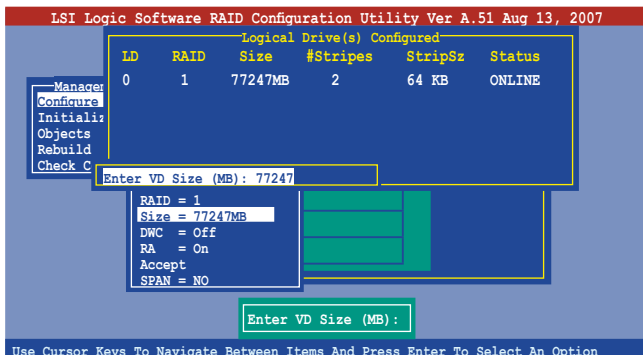 LSI Logic Software RAID Configuration Utility Ver A.51 Aug 13, 2007
Logical Drive(s) Configured
LD RAID Size #Stripes StripSz Status
0 1 77247MB 2 64 KB ONLINE
Configure
Objects
Rebuild
Check C
Enter VD Size (MB): 77247
RAID = 1
Size = 77247MB
DWC = Off
RA = On
Accept
SPAN = NO
Enter VD Size (MB):
Use Cursor Keys To Navigate Between Items And Press Enter To Select An Option